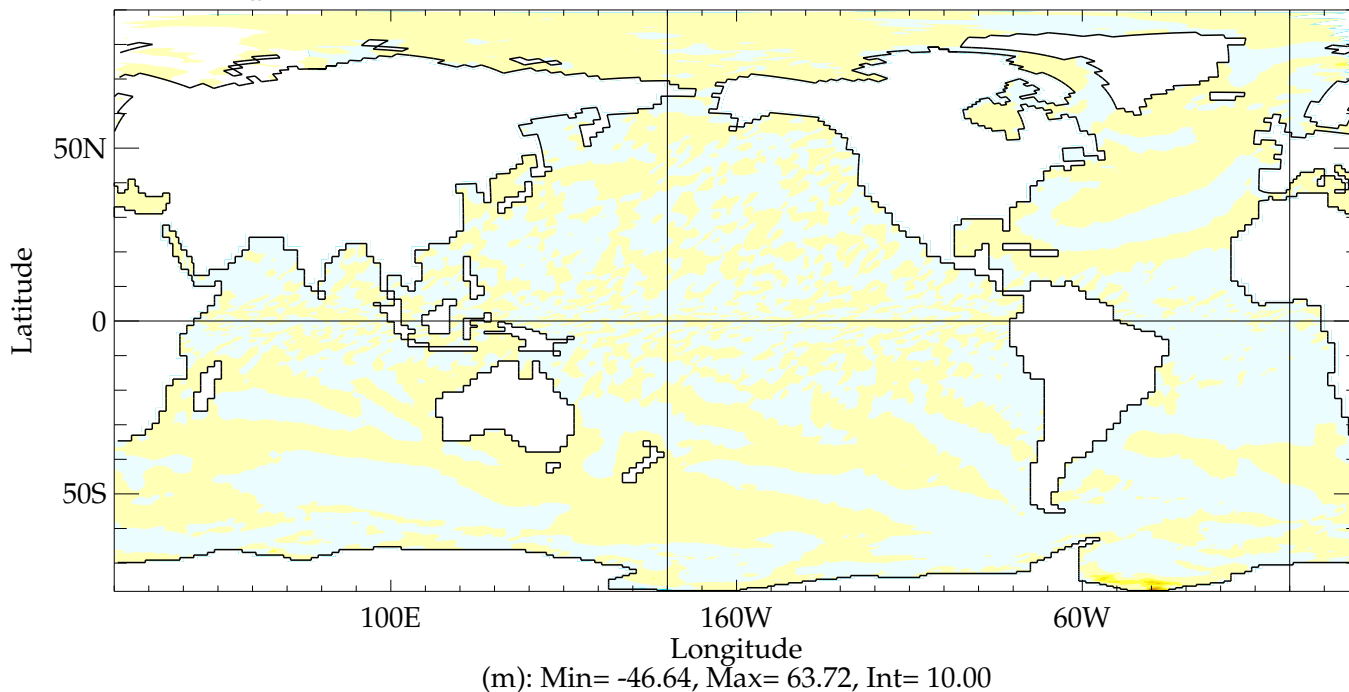 50N
0
50S
Latitude
100E
160W
60W
Longitude
(m): Min= -46.64, Max= 63.72, Int= 10.00